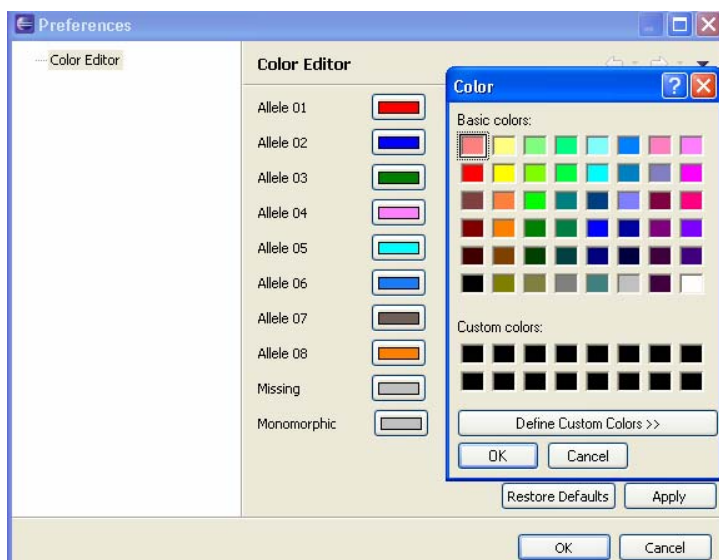 Preferences
Color Editor
Color Editor
Allele 01
Allele 02
Allele 03
Allele 04
Allele 05
Allele 06
Allele 07
Allele 08
Missing
Monomorphic
Color
Basic colors:
Custom colors:
Define Custom Colors >>
OK
Cancel
Restore Defaults
Apply
OK
Cancel